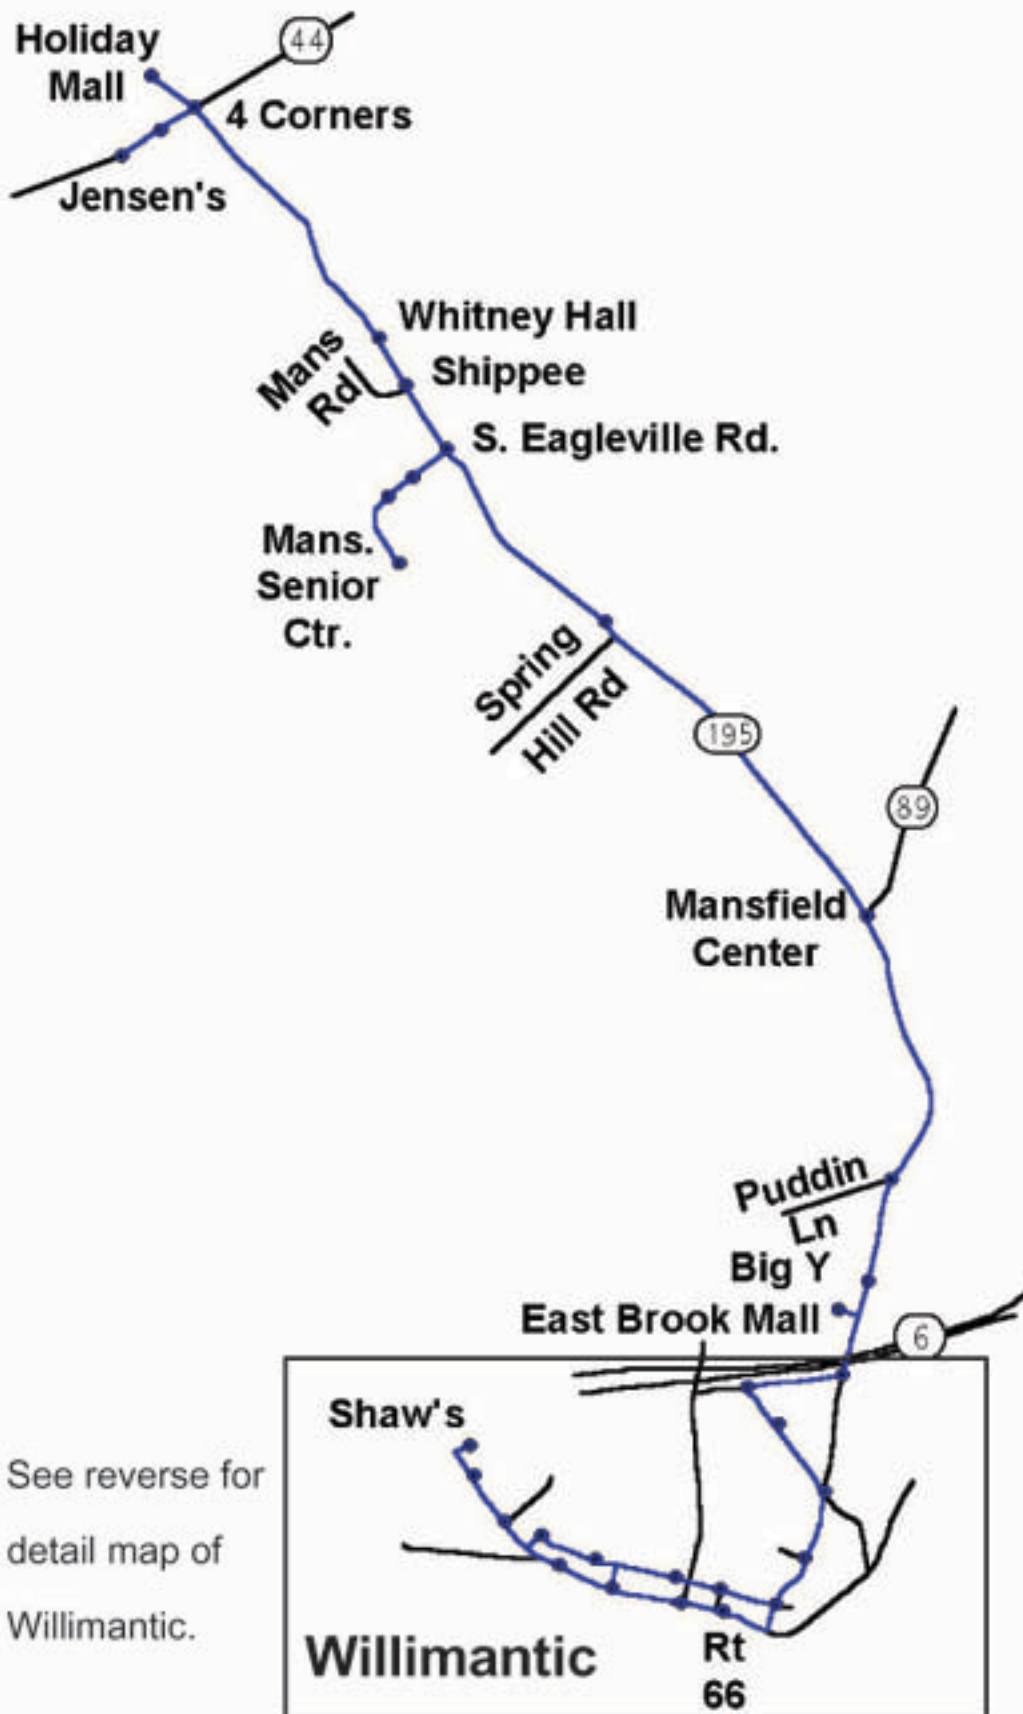 Holiday
Mall
44
4 Corners
Jensen's
Whitney Hall
Mans
Rd
Shippee
S. Eagleville Rd.
Mans.
Senior
Ctr.
Spring
Hill Rd
195
89
Mansfield
Center
Puddin
Ln
Big Y
East Brook Mall
6
Shaw's
See reverse for
detail map of
Willimantic.
Willimantic
Rt
66